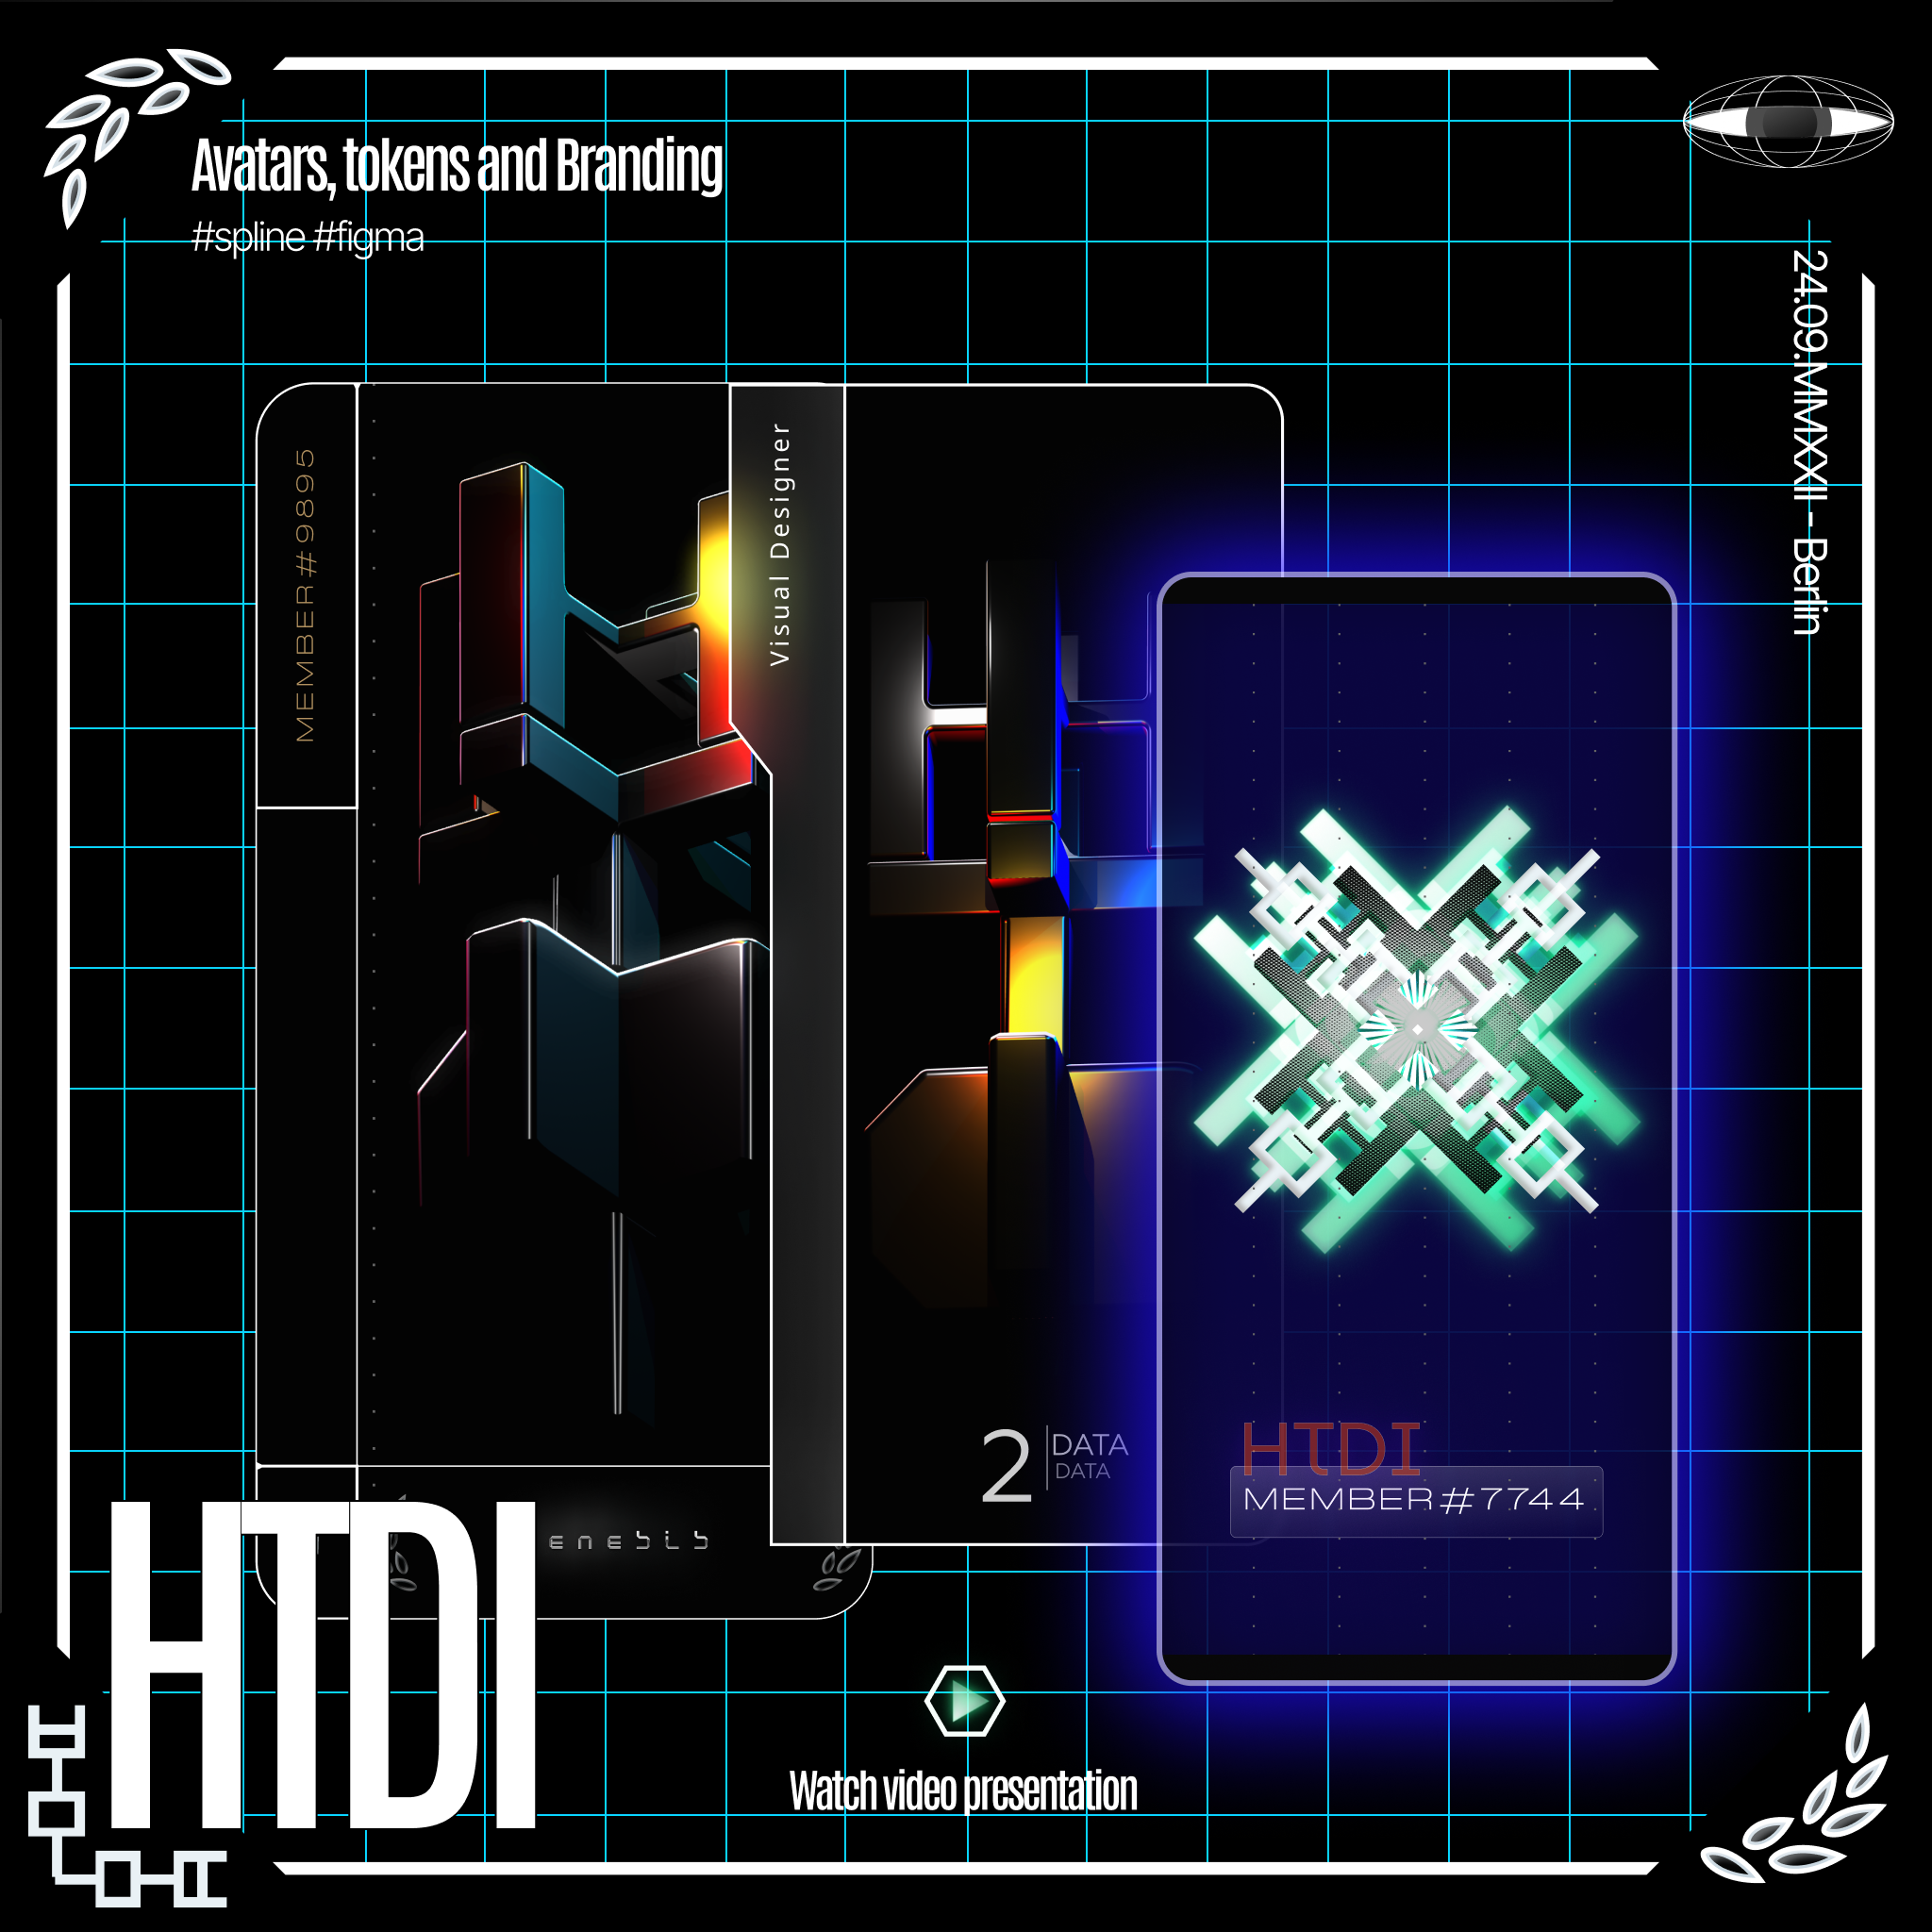 Avatars, tokens and Branding
#spline #figma
24.09.MMXXII - Berlin
MEMBER#9895
Visual Designer
2 DATA
DATA
HTDI
MEMBER#7744
enesis
HTDI
Watch video presentation